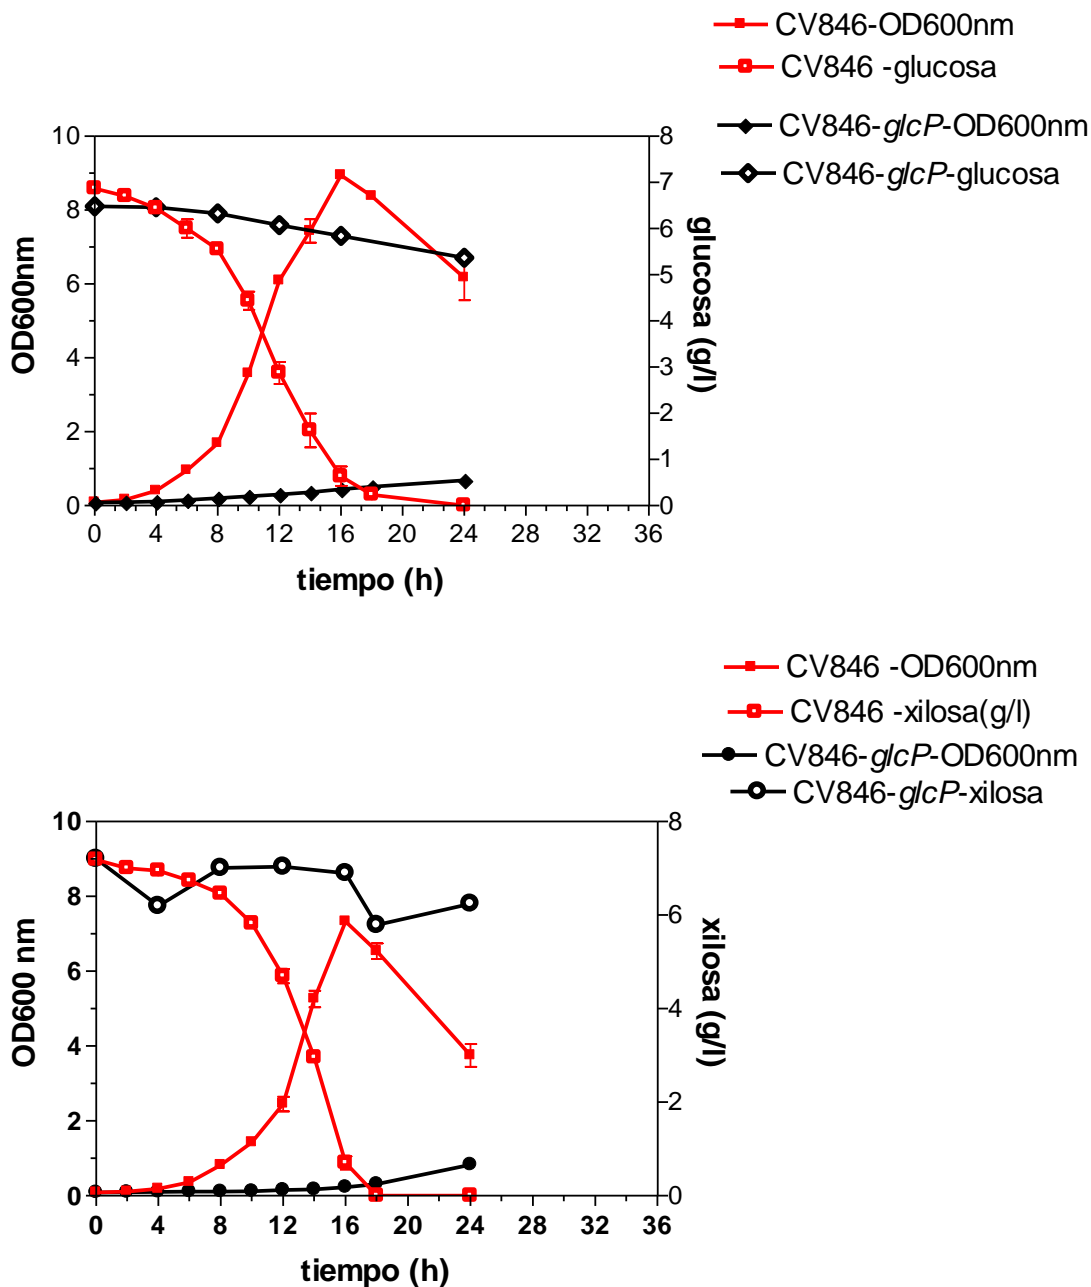 CV846-OD600nm
CV846 -glucosa
CV846-glcP-OD600nm
CV846-glcP-glucosa
10
8
6
4
2
0
OD600nm
8
7
6
5
4
3
2
1
0
glucosa (g/l)
0 4 8 12 16 20 24 28 32 36
tiempo (h)
CV846 -OD600nm
CV846 -xilosa(g/l)
CV846-glcP-OD600nm
CV846-glcP-xilosa
10
8
6
4
2
0
OD600 nm
8
6
4
2
0
xilosa (g/l)
0 4 8 12 16 20 24 28 32 36
tiempo (h)